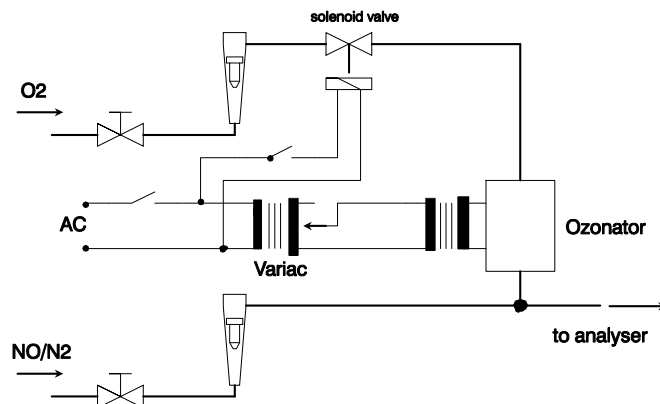 solenoid valve
O2
AC
Variac
Ozonator
NO/N2
to analyser